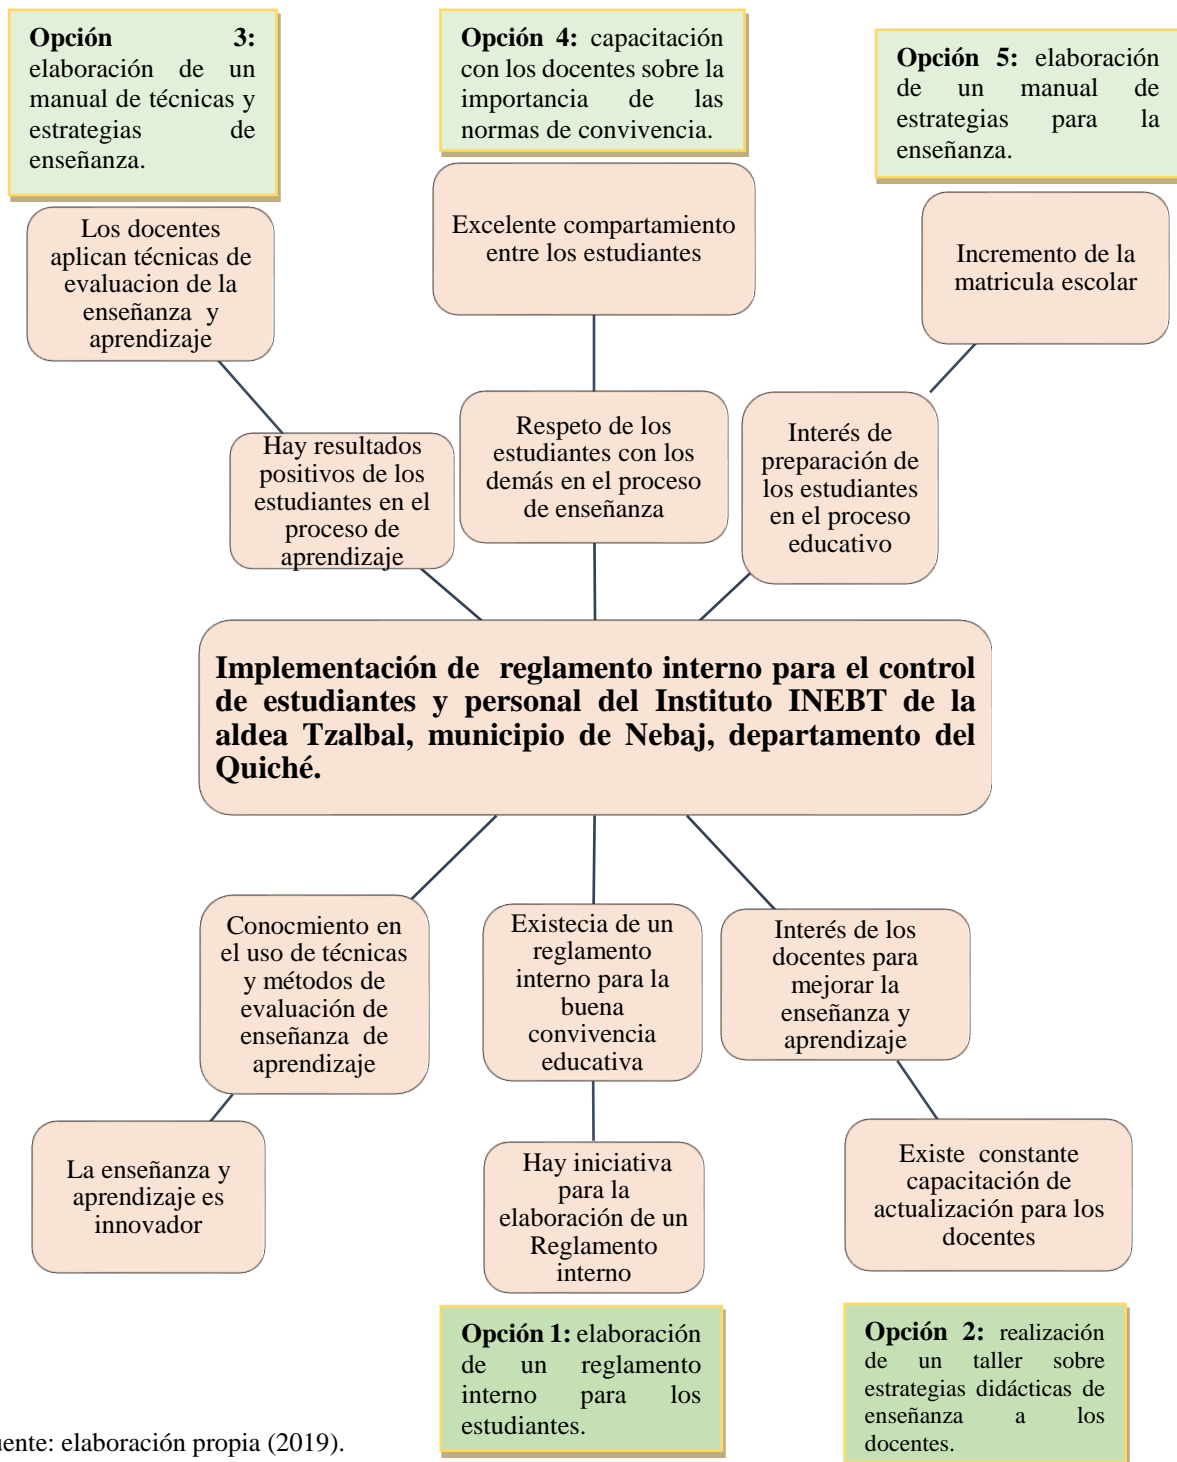 Opción 3:
elaboración de un
manual de técnicas y
estrategias de
enseñanza.
Opción 4: capacitación
con los docentes sobre la
importancia de las
normas de convivencia.
Opción 5: elaboración
de un manual de
estrategias para la
enseñanza.
Los docentes
aplican técnicas de
evaluacion de la
enseñanza y
aprendizaje
Excelente compartamiento
entre los estudiantes
Incremento de la
matricula escolar
Hay resultados
positivos de los
estudiantes en el
proceso de
aprendizaje
Respeto de los
estudiantes con los
demás en el proceso
de enseñanza
Interés de
preparación de
los estudiantes
en el proceso
educativo
Implementación de reglamento interno para el control
de estudiantes y personal del Instituto INEBT de la
aldea Tzalbal, municipio de Nebaj, departamento del
Quiché.
Conocmiento en
el uso de técnicas
y métodos de
evaluación de
enseñanza de
aprendizaje
Existecia de un
reglamento
interno para la
buena
convivencia
educativa
Interés de los
docentes para
mejorar la
enseñanza y
aprendizaje
La enseñanza y
aprendizaje es
innovador
Hay iniciativa
para la
elaboración de un
Reglamento
interno
Existe constante
capacitación de
actualización para los
docentes
Opción 1: elaboración
de un reglamento
interno para los
estudiantes.
Opción 2: realización
de un taller sobre
estrategias didácticas de
enseñanza a los
docentes.
uente: elaboración propia (2019).